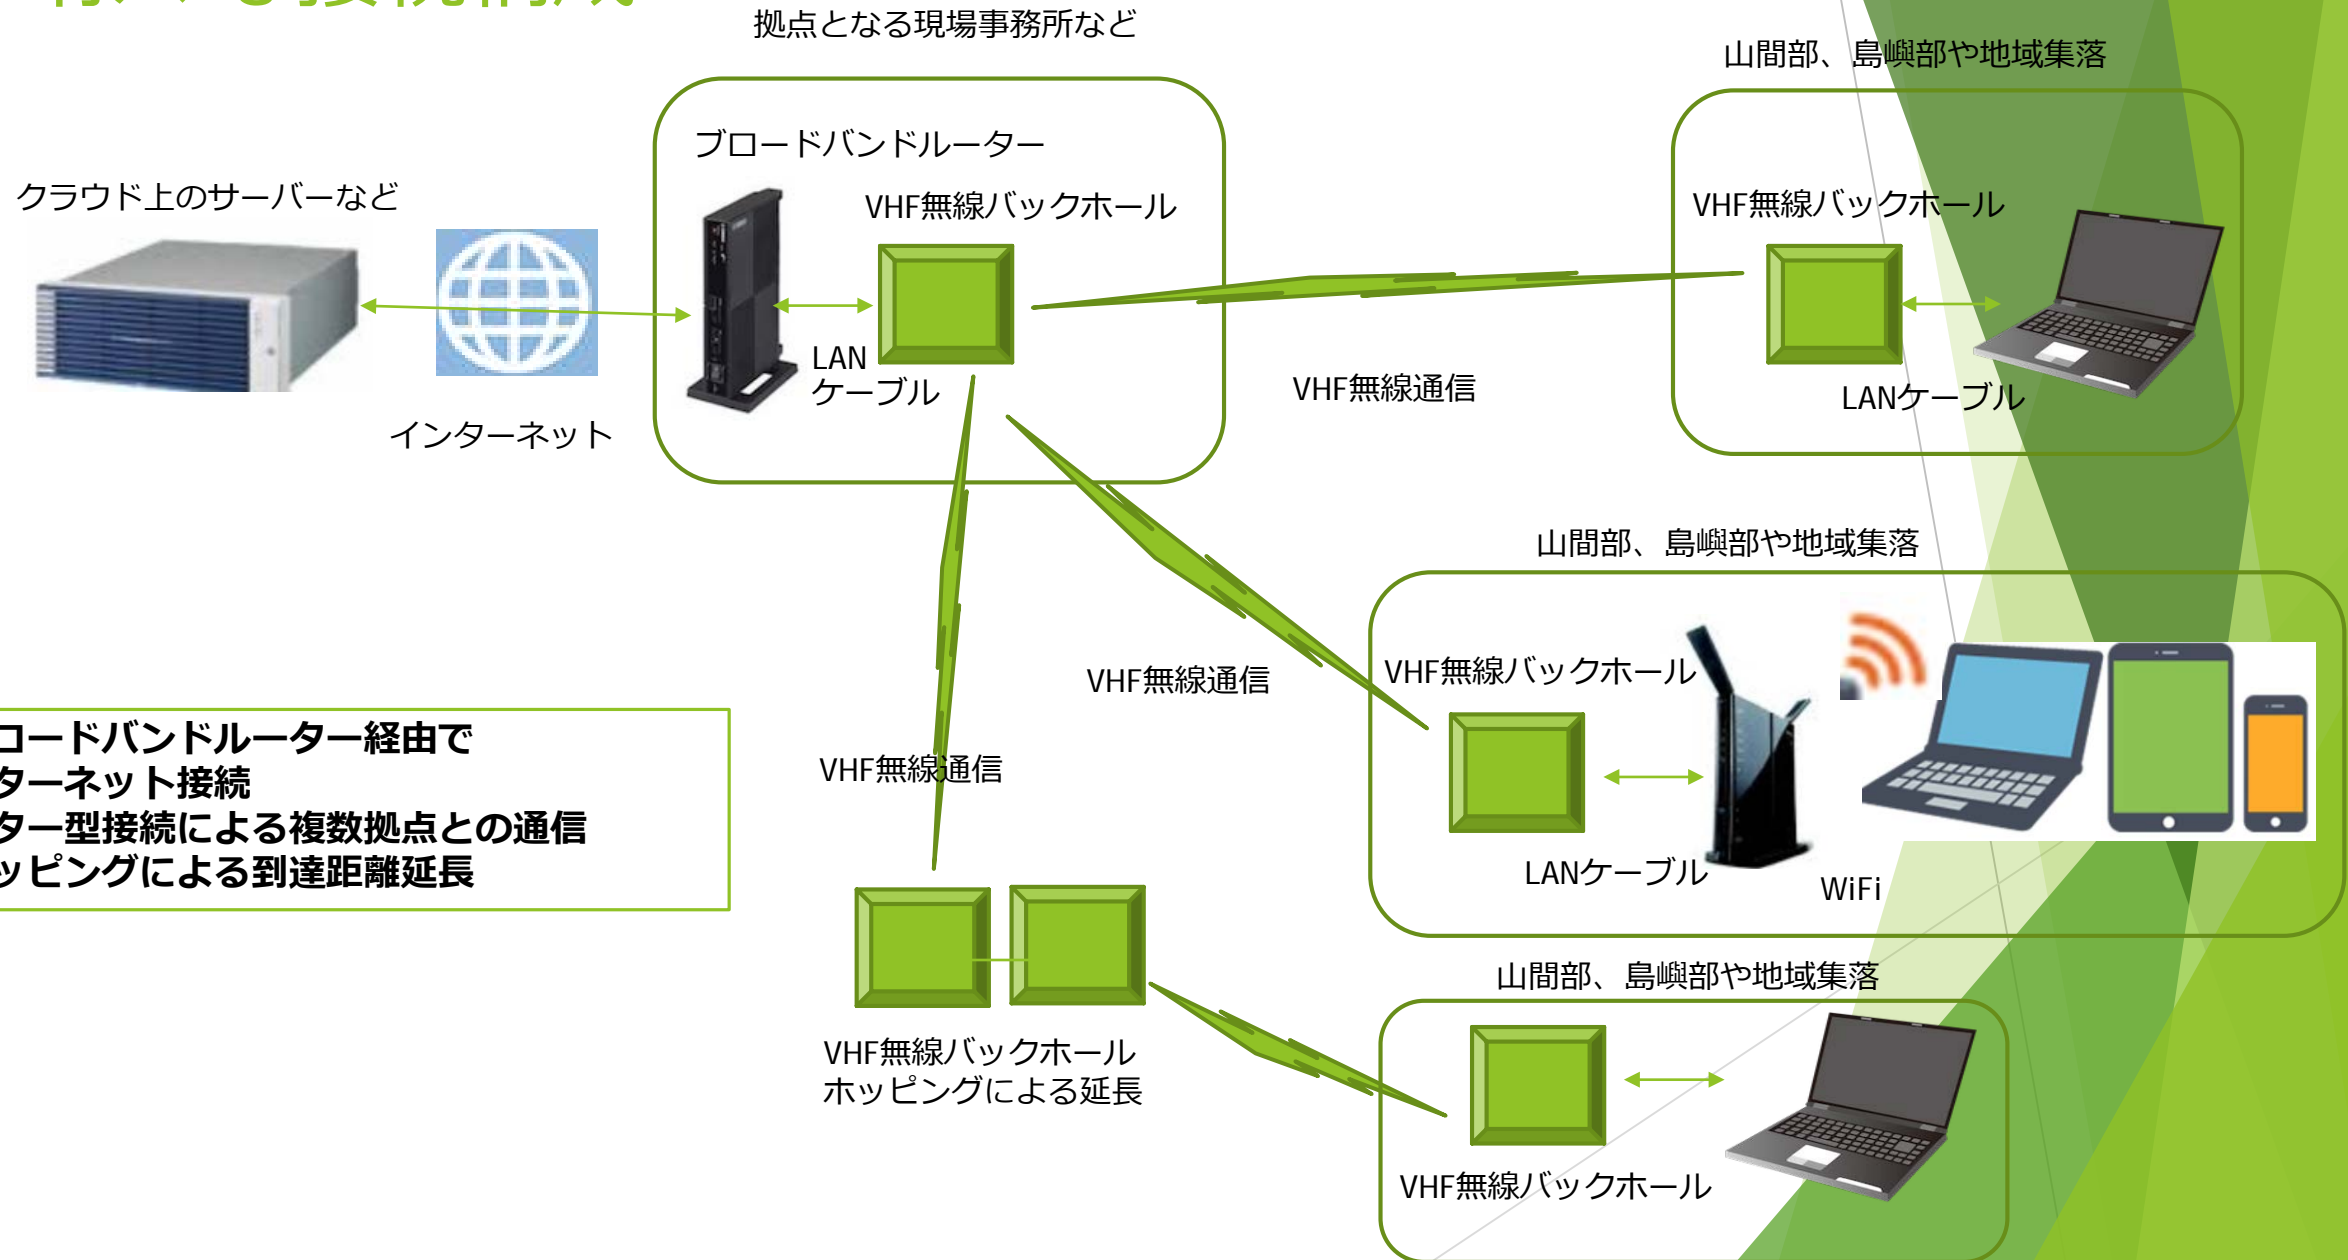 拠点となる現場事務所など
山間部、島嶼部や地域集落
ブロードバンドルーター
クラウド上のサーバーなど
VHF無線バックホール
VHF無線バックホール
LAN
ケーブル
VHF無線通信
LANケーブル
インターネット
山間部、島嶼部や地域集落
VHF無線バックホール
VHF無線通信
ロードバンドルーター経由で
ターネット接続
ター型接続による複数拠点との通信
ッピングによる到達距離延長
VHF無線通信
LANケーブル
WiFi
山間部、島嶼部や地域集落
VHF無線バックホール
ホッピングによる延長
VHF無線バックホール